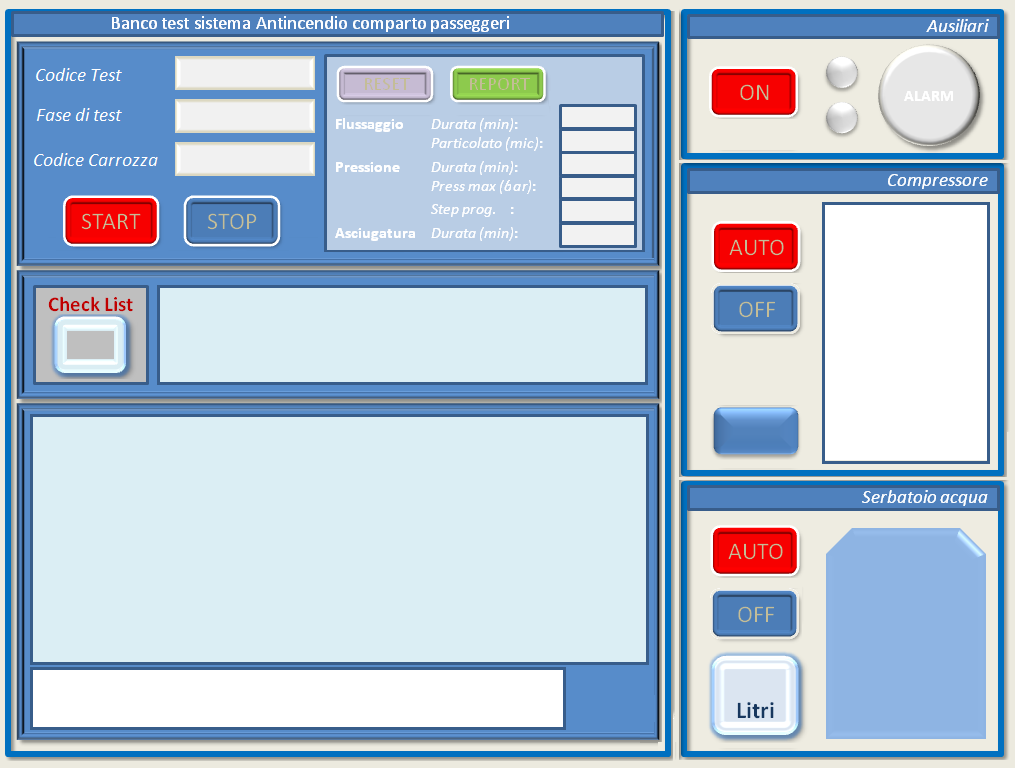 Banco test sistema Antincendio comparto passeggeri
Codice Test
Fase di test
Codice Carrozza
START
STOP
RESET
REPORT
Flussaggio Durata (min):
Particolato (mic):
Pressione Durata (min):
Press max (bar):
Step prog. :
Asciugatura Durata (min):
Check List
Ausiliari
ON
ALARM
Compressore
AUTO
OFF
Serbatoio acqua
AUTO
OFF
Litri